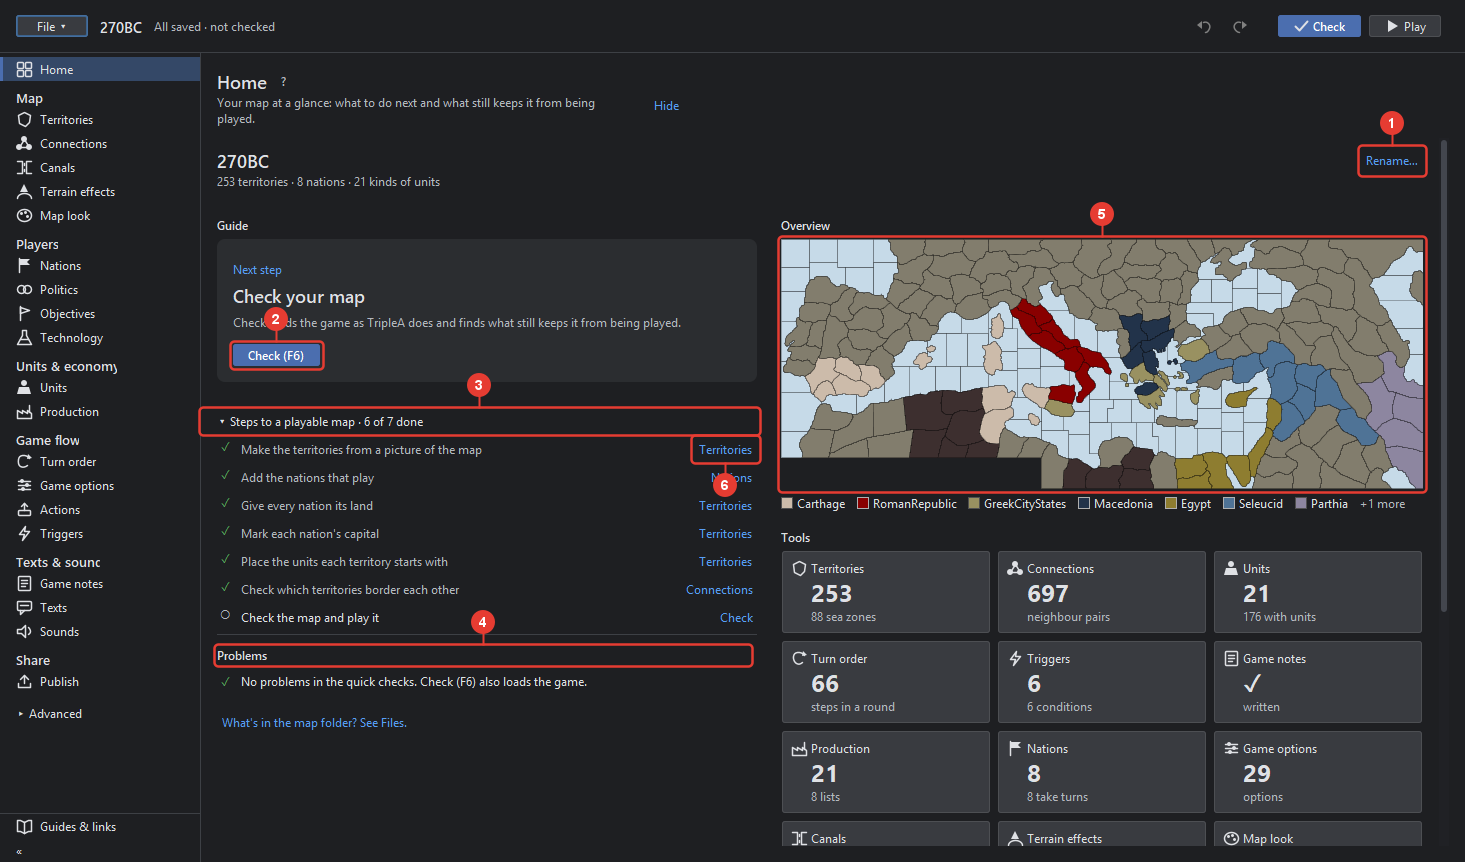 File ▾
270BC
All saved · not checked
Check
Play
Home
Map
Territories
Connections
Canals
Terrain effects
Map look
Players
Nations
Politics
Objectives
Technology
Units & economy
Units
Production
Game flow
Turn order
Game options
Actions
Triggers
Texts & sound
Game notes
Texts
Sounds
Share
Publish
▸ Advanced
Guides & links
«
Home ?
Your map at a glance: what to do next and what still keeps it from being
played.
Hide
1
270BC
253 territories · 8 nations · 21 kinds of units
Rename...
Guide
Next step
Check your map
the game as TripleA does and finds what still keeps it from being played.
2
Check (F6)
3
▾ Steps to a playable map · 6 of 7 done
✓ Make the territories from a picture of the map
Territories
✓ Add the nations that play
6
✓ Give every nation its land
Territories
✓ Mark each nation's capital
Territories
✓ Place the units each territory starts with
Territories
✓ Check which territories border each other
Connections
Check the map and play it
Check
4
Problems
✓ No problems in the quick checks. Check (F6) also loads the game.
What's in the map folder? See Files.
Overview
5
Carthage RomanRepublic GreekCityStates Macedonia Egypt Seleucid Parthia +1 more
Tools
Territories
253
88 sea zones
Connections
697
neighbour pairs
Units
21
176 with units
Turn order
66
steps in a round
Triggers
6
6 conditions
Game notes
✓
written
Production
21
8 lists
Nations
8
8 take turns
Game options
29
options
Canals
Terrain effects
Map look